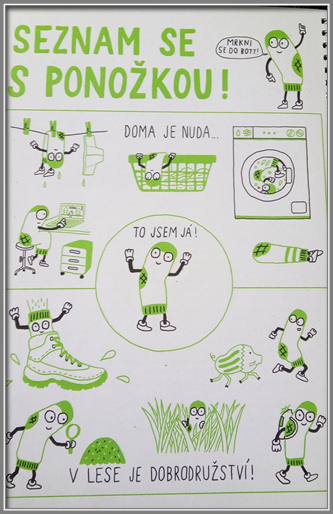 SEZNAM SE
S PONOŽKOU!
MRKNI
SE DO BOTY!
DOMA JE NUDA...
TO JSEM JÁ!
V LESE JE DOBRODRUŽSTVÍ!